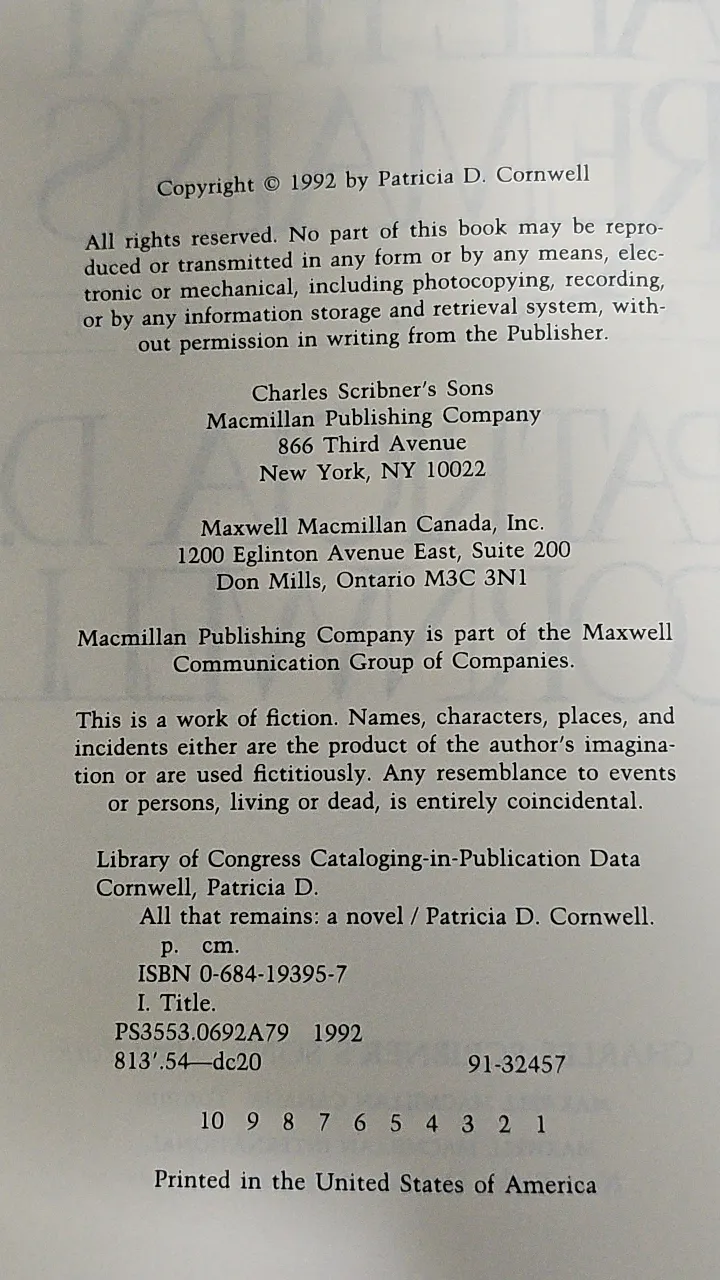 Copyright © 1992 by Patricia D. Cornwell
All rights reserved. No part of this book may be repro-
duced or transmitted in any form or by any means, elec-
tronic or mechanical, including photocopying, recording,
or by any information storage and retrieval system, with-
out permission in writing from the Publisher.
Charles Scribner's Sons
Macmillan Publishing Company
866 Third Avenue
New York, NY 10022
Maxwell Macmillan Canada, Inc.
1200 Eglinton Avenue East, Suite 200
Don Mills, Ontario M3C 3N1
Macmillan Publishing Company is part of the Maxwell
Communication Group of Companies.
This is a work of fiction. Names, characters, places, and
incidents either are the product of the author's imagina-
tion or are used fictitiously. Any resemblance to events
or persons, living or dead, is entirely coincidental.
Library of Congress Cataloging-in-Publication Data
Cornwell, Patricia D.
All that remains: a novel / Patricia D. Cornwell.
p. cm.
ISBN 0-684-19395-7
I. Title.
PS3553.0692A79 1992
813'.54—dc20 91-32457
10 9 8 7 6 5 4 3 2 1
Printed in the United States of America